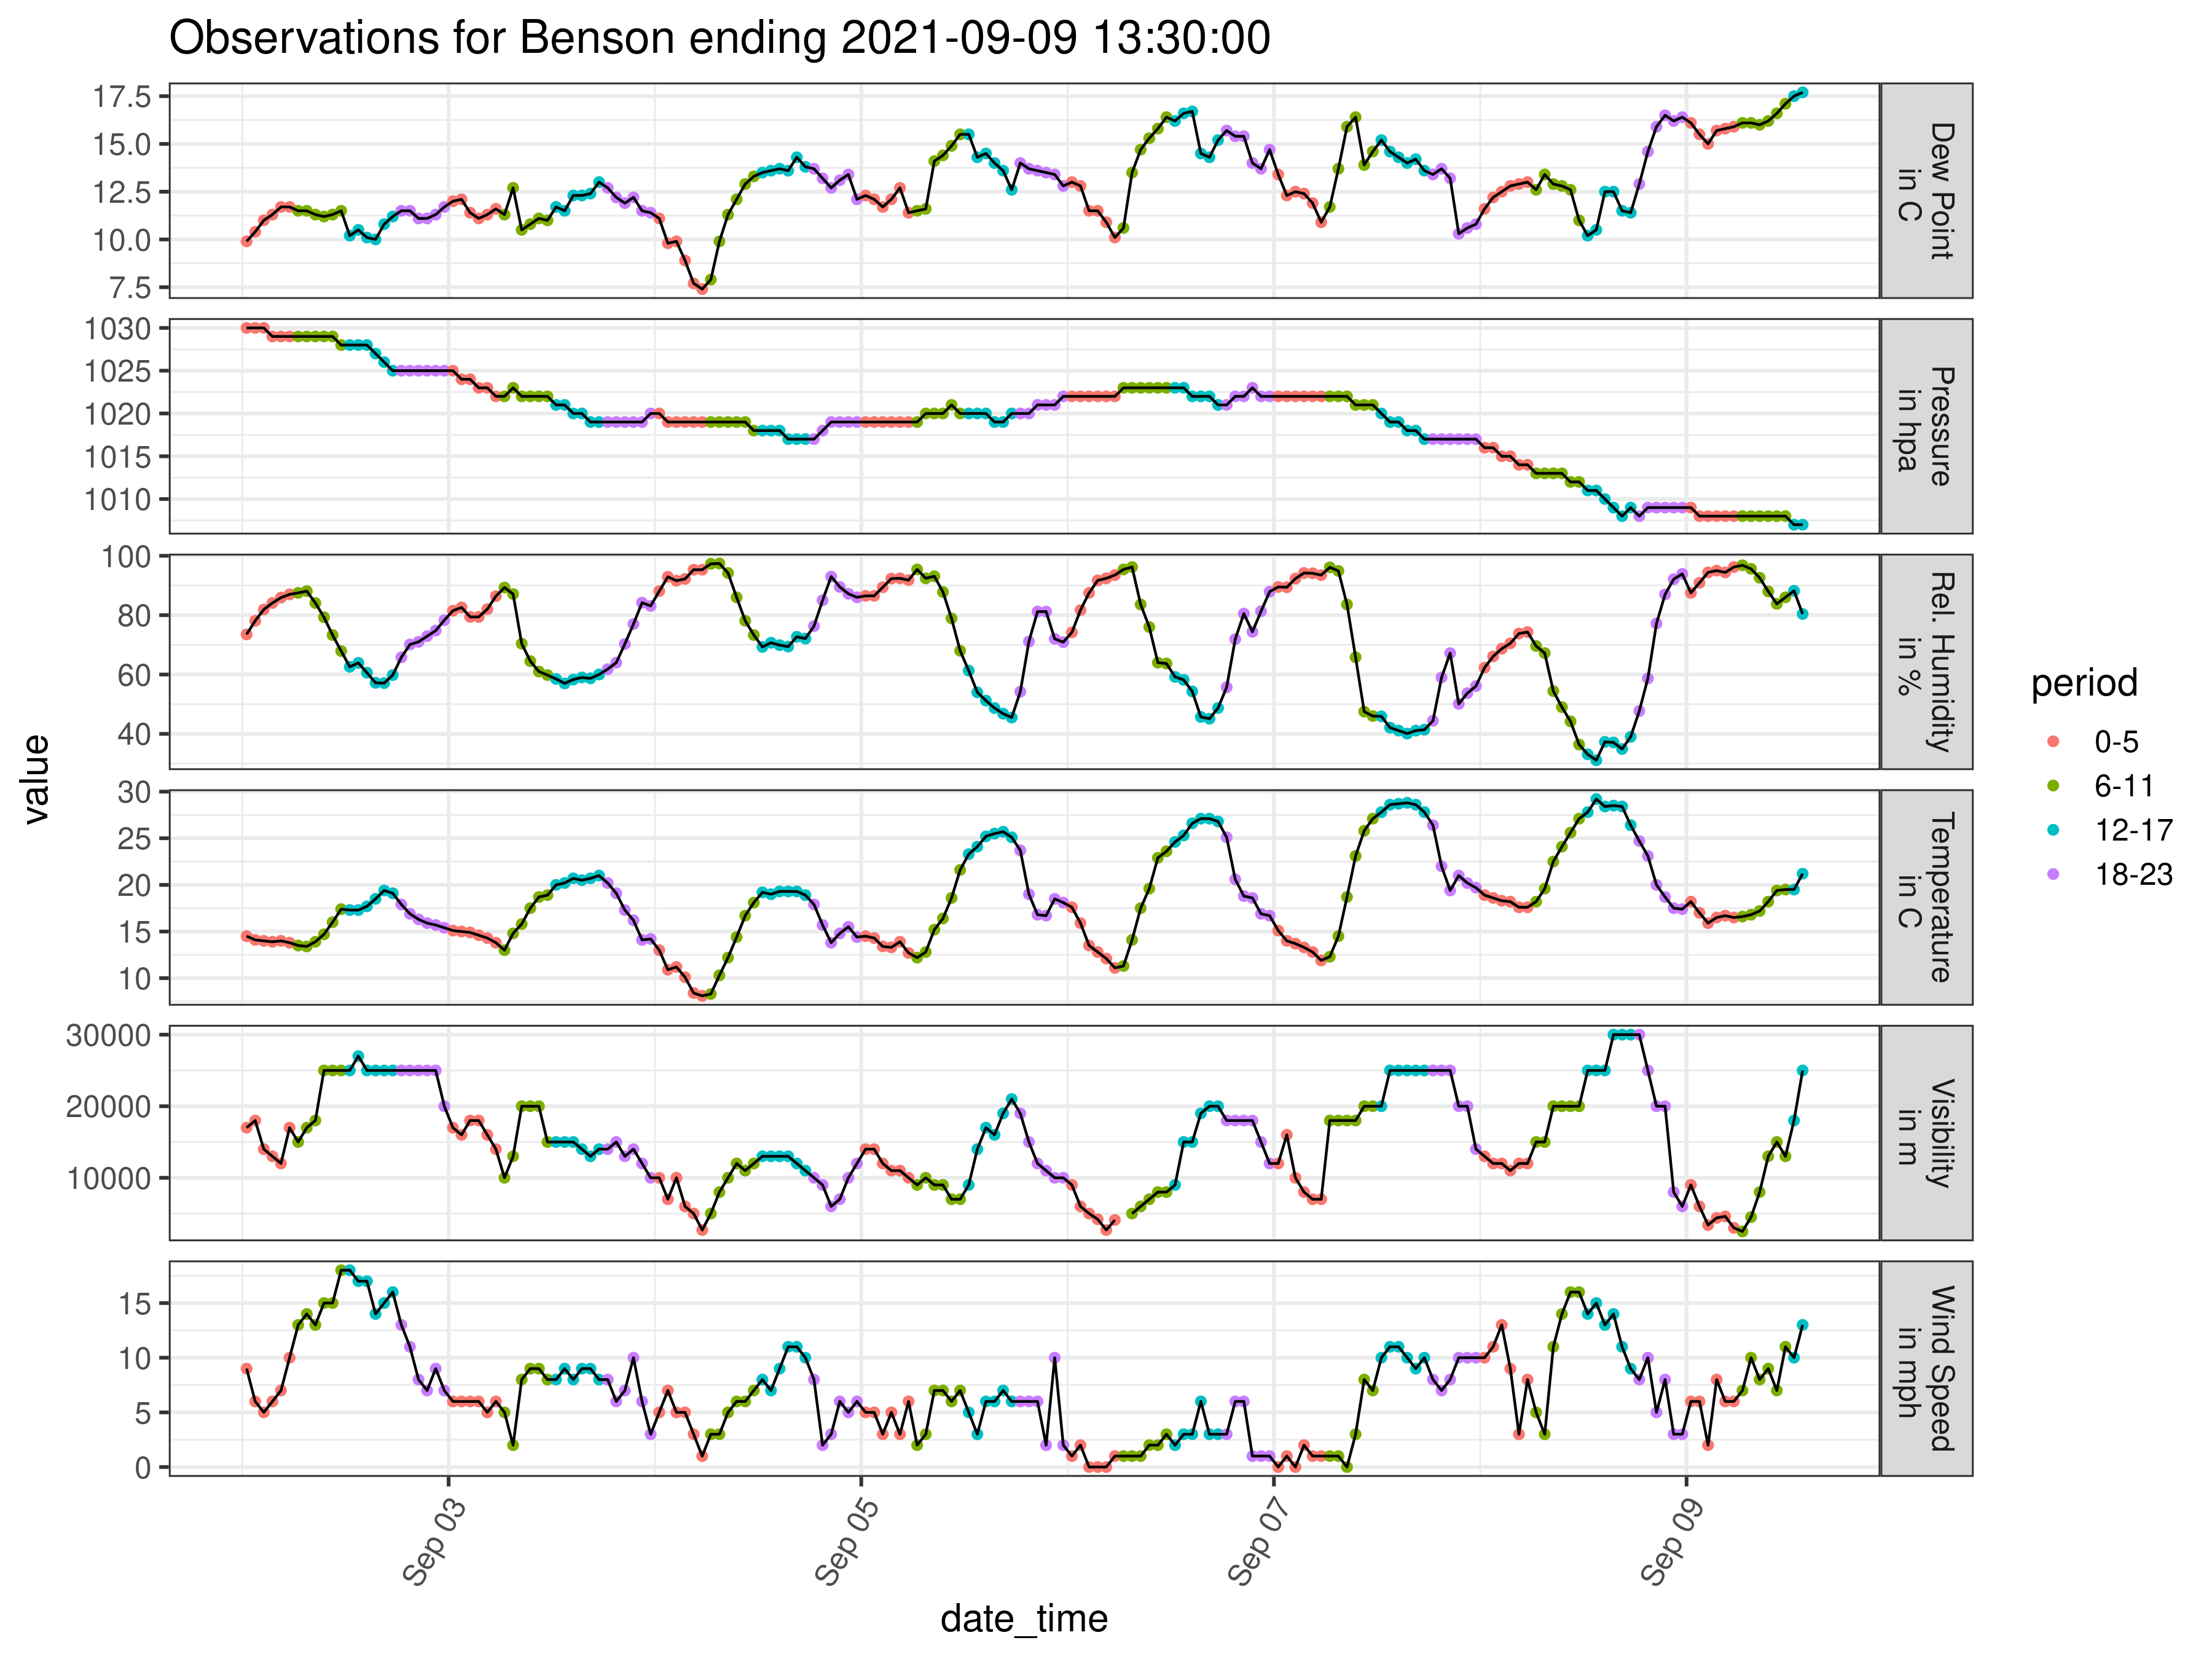 Observations for Benson ending 2021-09-09 13:30:00
value
17.5
15.0
12.5
10.0
7.5
Dew Point
in C
1030
1025
1020
1015
1010
Pressure
in hpa
100
80
60
40
Rel. Humidity
in %
30
25
20
15
10
Temperature
in C
30000
20000
10000
Visibility
in m
15
10
5
0
Wind Speed
in mph
Sep 03
Sep 05
Sep 07
Sep 09
date_time
period
0-5
6-11
12-17
18-23